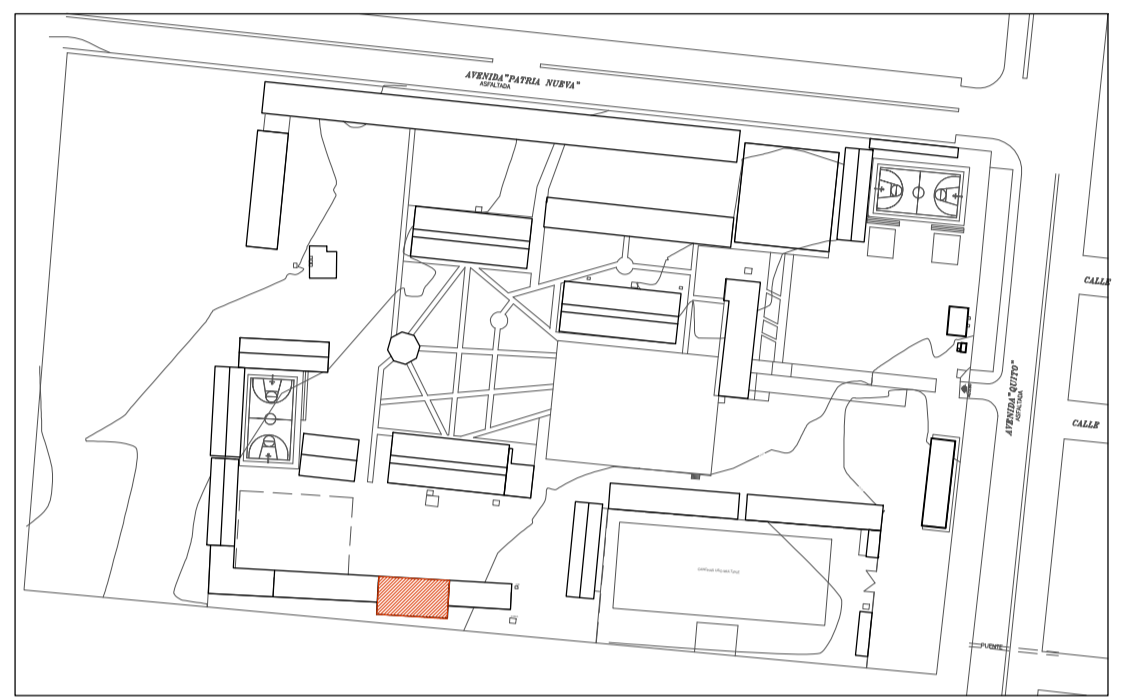 AVENIDA "PATRIA NUEVA"
ASFALTADA
CALLE
AVENIDA "QUITO"
ASFALTADA
CALLE
PUENTE